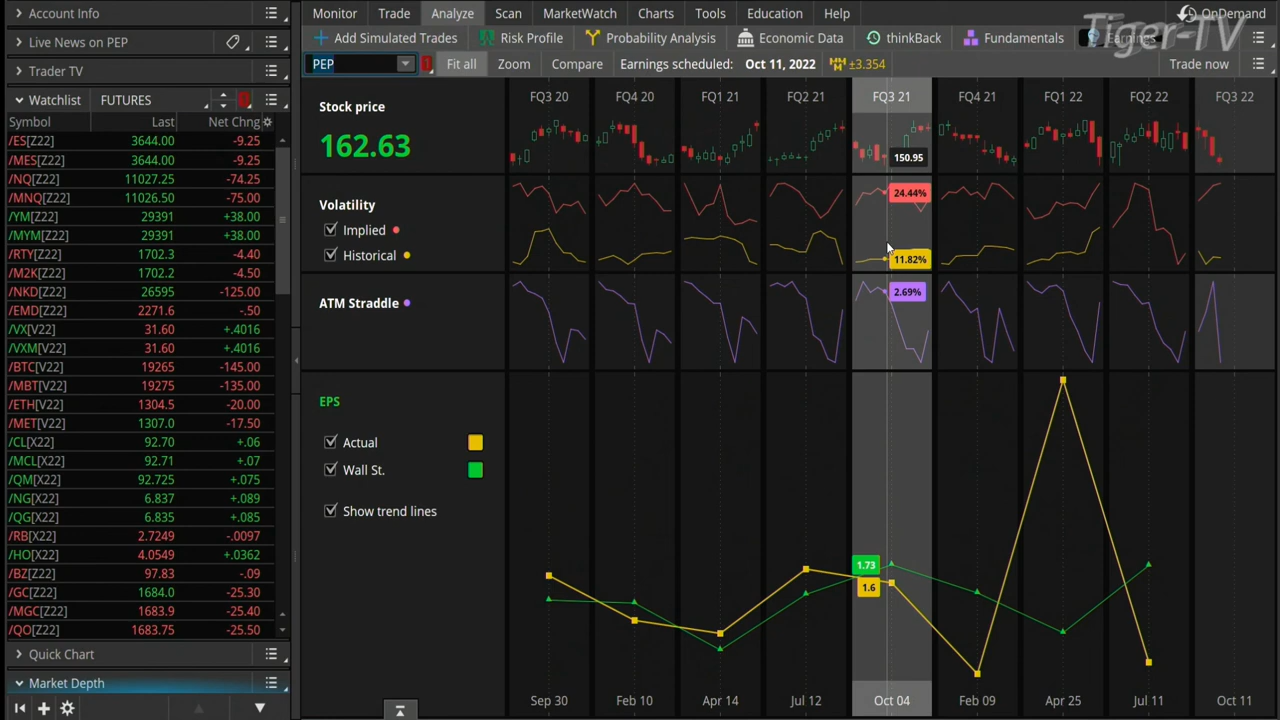 Account Info
Live News on PEP
Trader TV
Watchlist FUTURES
Symbol Last Net Chng
/ES[Z22] 3644.00 -9.25
/MES[Z22] 3644.00 -9.25
/NQ[Z22] 11027.25 -74.25
/MNQ[Z22] 11026.50 -75.00
/YM[Z22] 29391 +38.00
/MYM[Z22] 29391 +38.00
/RTY[Z22] 1702.3 -4.40
/M2K[Z22] 1702.2 -4.50
/NKD[Z22] 26595 -125.00
/EMD[Z22] 2271.6 -.50
/VX[V22] 31.60 +.4016
/VXM[V22] 31.60 +.4016
/BTC[V22] 19265 -145.00
/MBT[V22] 19275 -135.00
/ETH[V22] 1304.5 -20.00
/MET[V22] 1307.0 -17.50
/CL[X22] 92.70 +.06
/MCL[X22] 92.71 +.07
/QM[X22] 92.725 +.075
/NG[X22] 6.837 +.089
/QG[X22] 6.835 +.085
/RB[X22] 2.7249 -.0097
/HO[X22] 4.0549 +.0362
/BZ[Z22] 97.83 -.09
/GC[Z22] 1684.0 -25.30
/MGC[Z22] 1683.9 -25.40
/QO[Z22] 1683.75 -25.50
Quick Chart
Market Depth
Monitor Trade Analyze Scan MarketWatch Charts Tools Education Help OnDemand
Tiger-TV
Add Simulated Trades Risk Profile Probability Analysis Economic Data thinkBack Fundamentals Earnings
PEP 1 Fit all Zoom Compare Earnings scheduled: Oct 11, 2022 ±3.354 Trade now
FQ3 20 FQ4 20 FQ1 21 FQ2 21 FQ3 21 FQ4 21 FQ1 22 FQ2 22 FQ3 22
Stock price
162.63
150.95
Volatility
Implied
Historical
24.44%
11.82%
ATM Straddle
2.69%
EPS
Actual
Wall St.
Show trend lines
1.73
1.6
Sep 30 Feb 10 Apr 14 Jul 12 Oct 04 Feb 09 Apr 25 Jul 11 Oct 11